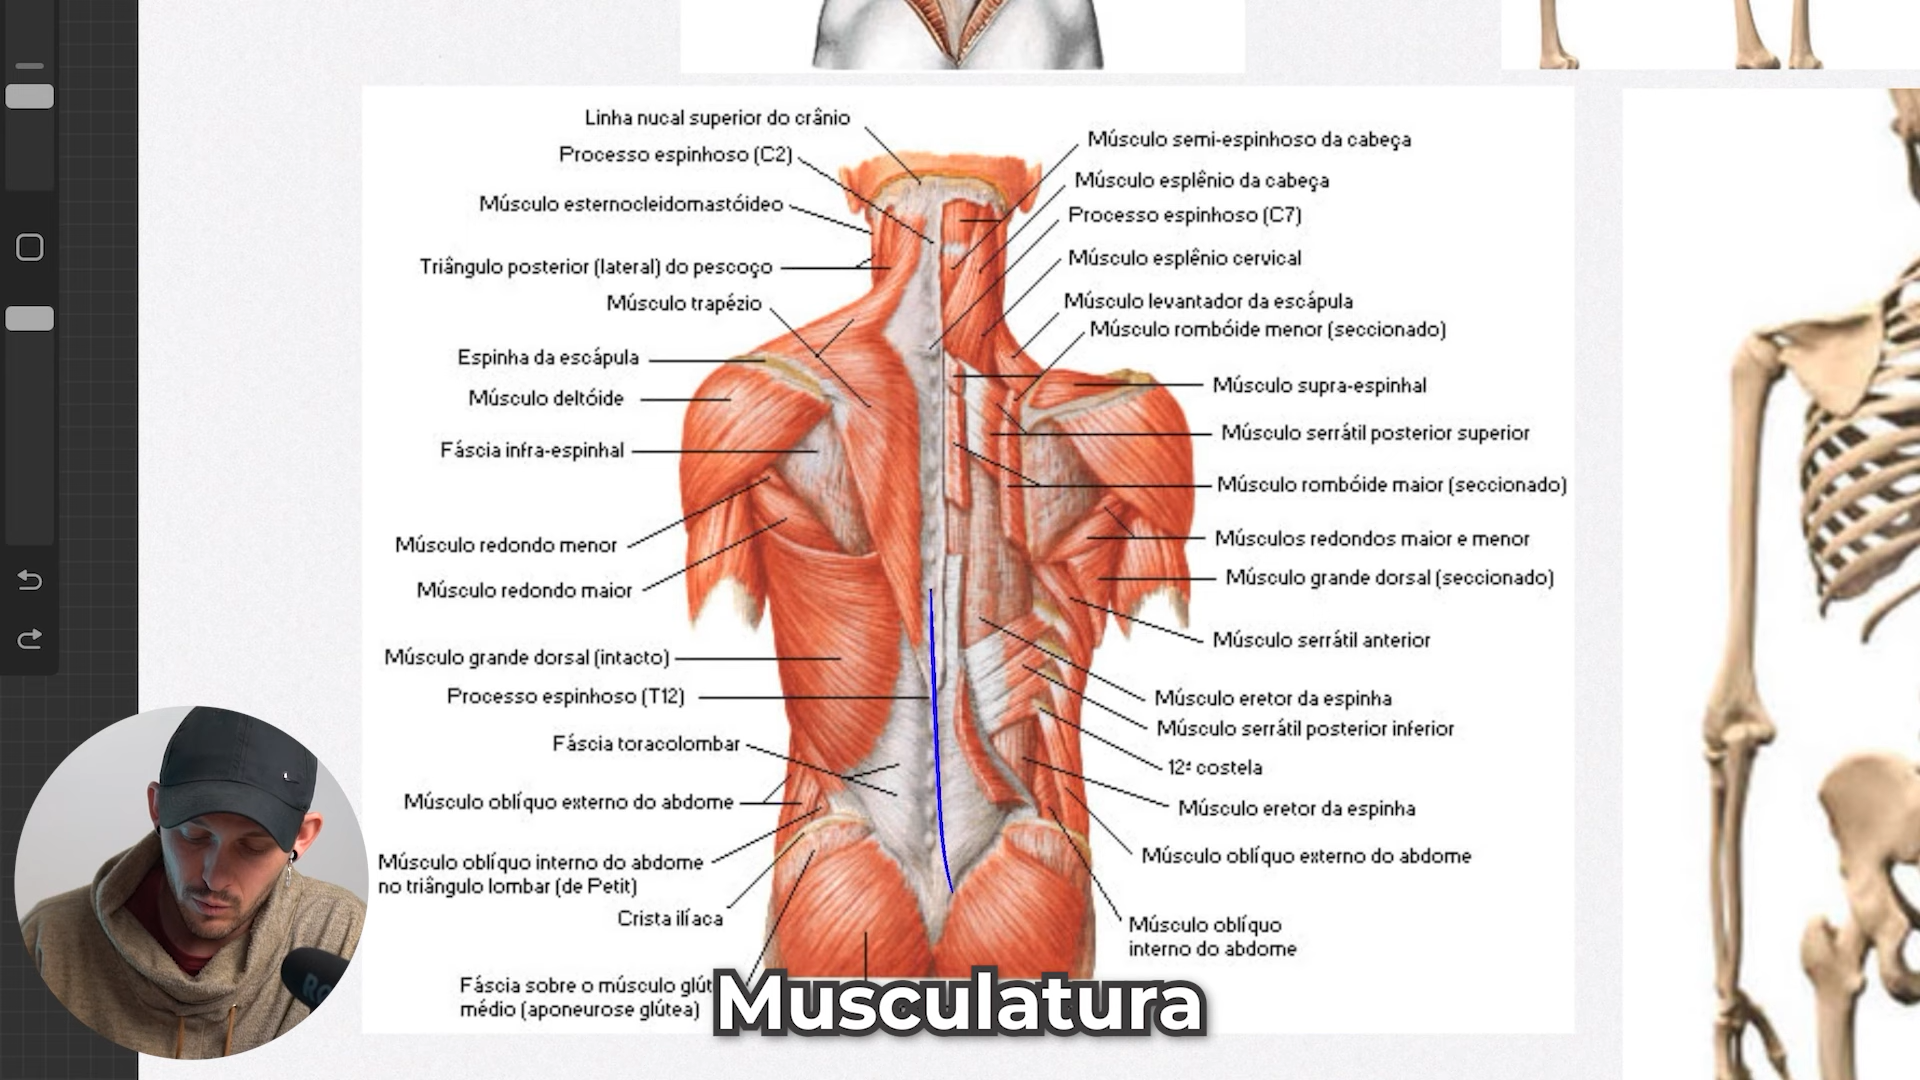 Linha nucal superior do crânio
Processo espinhoso (C2)
Músculo esternocleidomastóideo
Triângulo posterior (lateral) do pescoço
Músculo trapézio
Espinha da escápula
Músculo deltóide
Fáscia infra-espinhal
Músculo redondo menor
Músculo redondo maior
Músculo grande dorsal (intacto)
Processo espinhoso (T12)
Fáscia toracolombar
Músculo oblíquo externo do abdome
Músculo oblíquo interno do abdome
no triângulo lombar (de Petit)
Crista ilíaca
Fáscia sobre o músculo glút
médio (aponeurose glútea)
Músculo semi-espinhoso da cabeça
Músculo esplênio da cabeça
Processo espinhoso (C7)
Músculo esplênio cervical
Músculo levantador da escápula
Músculo rombóide menor (seccionado)
Músculo supra-espinhal
Músculo serrátil posterior superior
Músculo rombóide maior (seccionado)
Músculos redondos maior e menor
Músculo grande dorsal (seccionado)
Músculo serrátil anterior
Músculo eretor da espinha
Músculo serrátil posterior inferior
12ª costela
Músculo eretor da espinha
Músculo oblíquo externo do abdome
Músculo oblíquo
interno do abdome
Musculatura